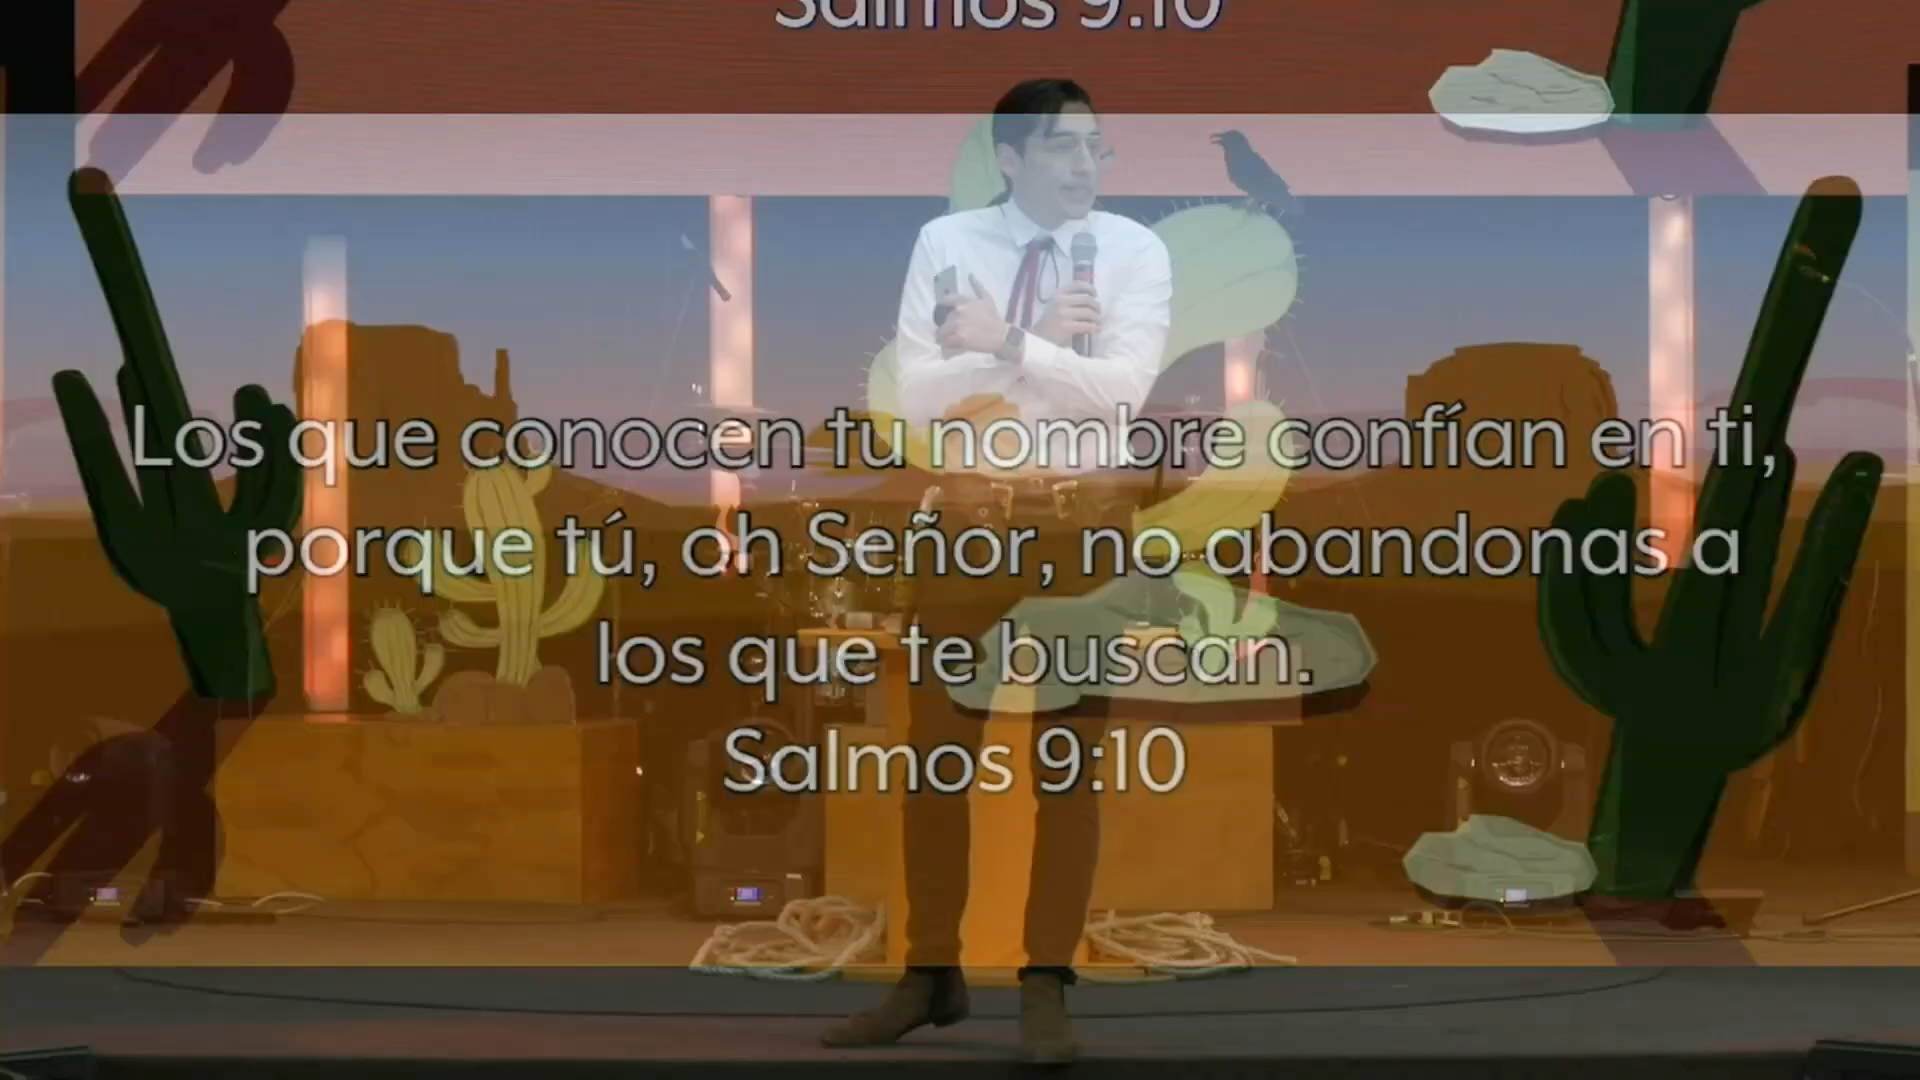 Salmos 9:10
Los que conocen tu nombre confían en ti,
porque tú, oh Señor, no abandonas a
los que te buscan.
Salmos 9:10